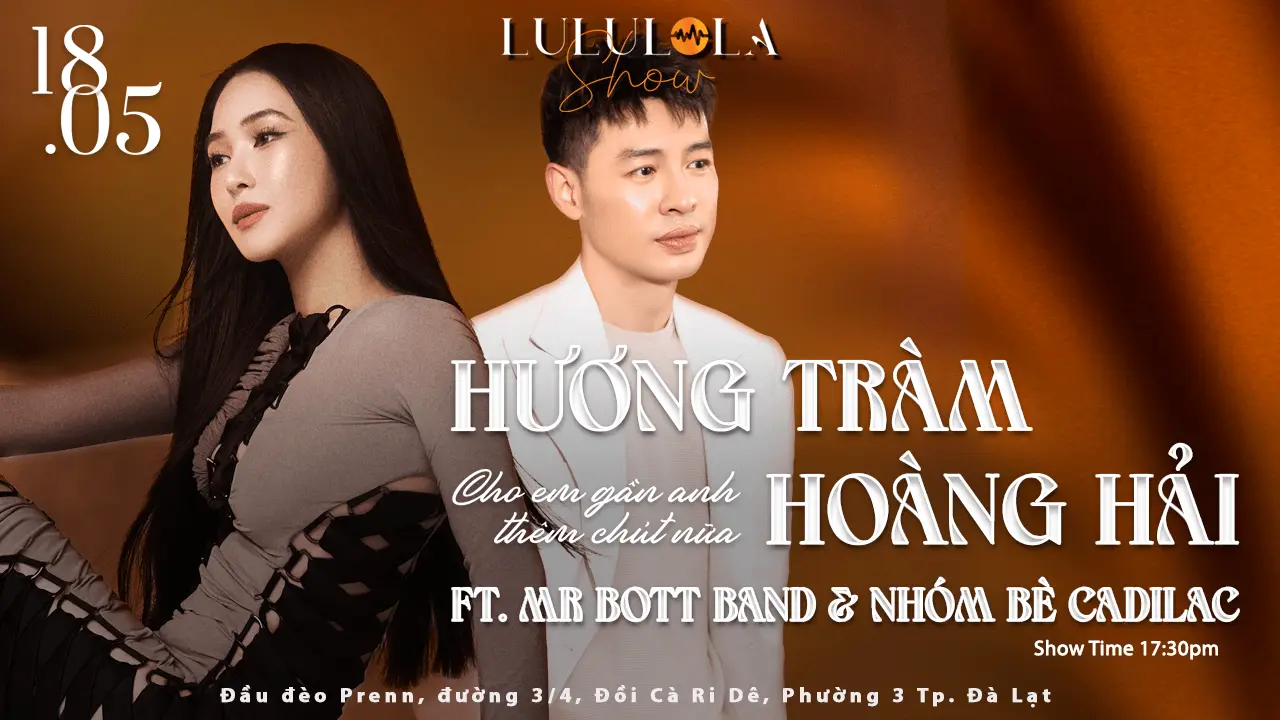 18
.05
LULULOLA
Show
HƯƠNG TRÀM
Cho em gần anh
thêm chút nữa
HOÀNG HẢI
FT. MR BOTT BAND & NHÓM BÈ CADILAC
Show Time 17:30pm
Đầu đèo Prenn, đường 3/4, Đồi Cà Ri Dê, Phường 3 Tp. Đà Lạt